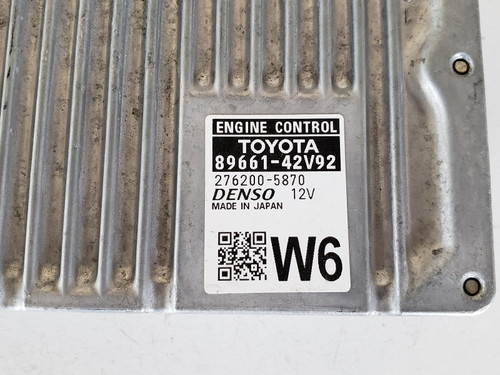 ENGINE CONTROL
TOYOTA
89661-42V92
276200-5870
DENSO 12V
MADE IN JAPAN
W6